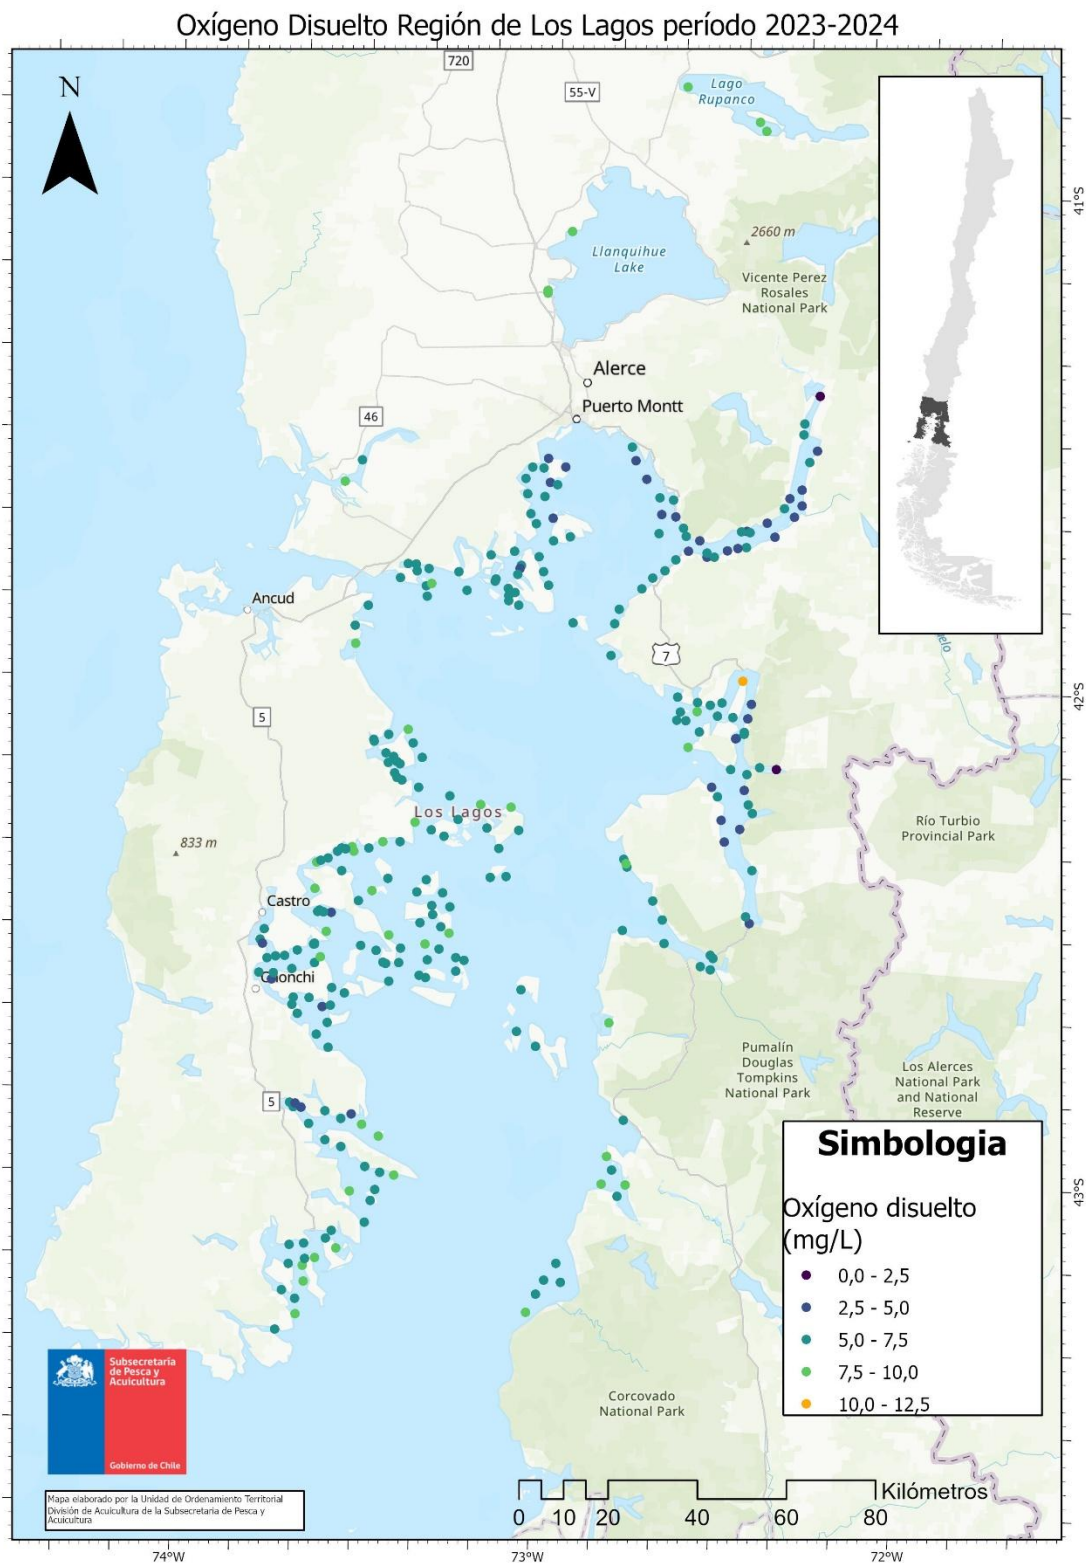 Oxígeno Disuelto Región de Los Lagos período 2023-2024
N
720
55-V
Lago
Rupanco
41°S
2660 m
Llanquihue
Lake
Vicente Perez
Rosales
National Park
Alerce
Puerto Montt
46
Ancud
7
42°S
5
Los Lagos
Río Turbio
Provincial Park
833 m
Castro
Chonchi
Pumalín
Douglas
Tompkins
National Park
Los Alerces
National Park
and National
Reserve
5
Simbologia
43°S
Oxígeno disuelto
(mg/L)
0,0 - 2,5
2,5 - 5,0
5,0 - 7,5
7,5 - 10,0
10,0 - 12,5
Subsecretaría
de Pesca y
Acuicultura
Gobierno de Chile
Corcovado
National Park
Mapa elaborado por la Unidad de Ordenamiento Territorial
División de Acuicultura de la Subsecretaria de Pesca y
Acuicultura
Kilómetros
0 10 20 40 60 80
74°W 73°W 72°W